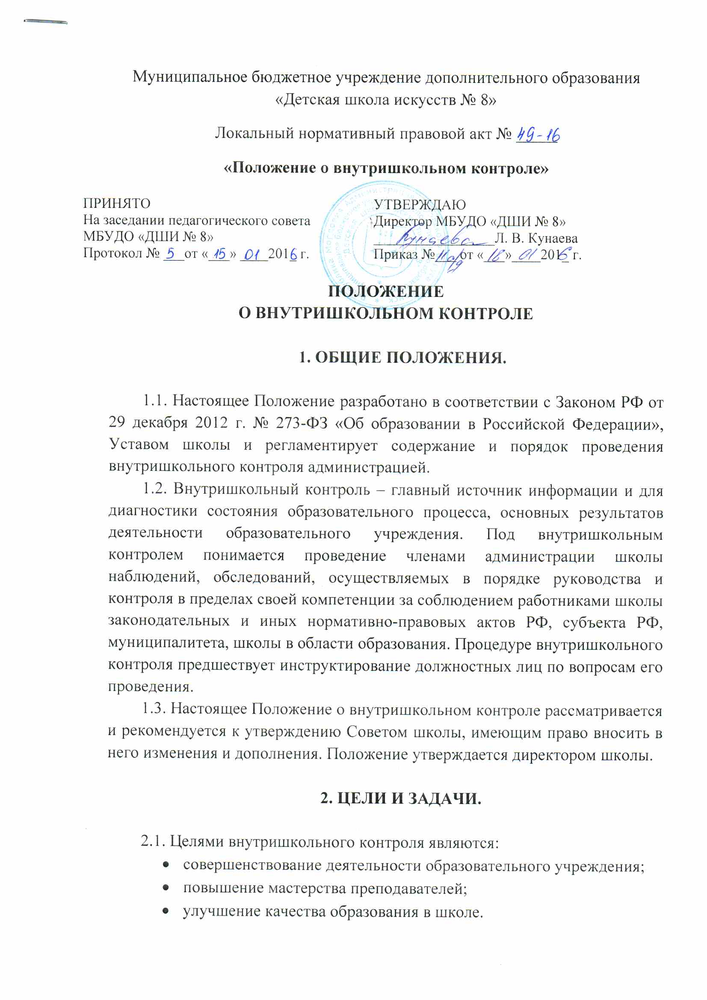 Муниципальное бюджетное учреждение дополнительного образования
«Детская школа искусств № 8»
Локальный нормативный правовой акт № 49-16
«Положение о внутришкольном контроле»
ПРИНЯТО
На заседании педагогического совета
МБУДО «ДШИ № 8»
Протокол № 5 от «15» 01 2016 г.
УТВЕРЖДАЮ
Директор МБУДО «ДШИ № 8»
Кунаева Л. В. Кунаева
Приказ № от «18» 01 2016 г.
ПОЛОЖЕНИЕ
О ВНУТРИШКОЛЬНОМ КОНТРОЛЕ
1. ОБЩИЕ ПОЛОЖЕНИЯ.
1.1. Настоящее Положение разработано в соответствии с Законом РФ от
29 декабря 2012 г. № 273-ФЗ «Об образовании в Российской Федерации»,
Уставом школы и регламентирует содержание и порядок проведения
внутришкольного контроля администрацией.
1.2. Внутришкольный контроль – главный источник информации и для
диагностики состояния образовательного процесса, основных результатов
деятельности образовательного учреждения. Под внутришкольным
контролем понимается проведение членами администрации школы
наблюдений, обследований, осуществляемых в порядке руководства и
контроля в пределах своей компетенции за соблюдением работниками школы
законодательных и иных нормативно-правовых актов РФ, субъекта РФ,
муниципалитета, школы в области образования. Процедуре внутришкольного
контроля предшествует инструктирование должностных лиц по вопросам его
проведения.
1.3. Настоящее Положение о внутришкольном контроле рассматривается
и рекомендуется к утверждению Советом школы, имеющим право вносить в
него изменения и дополнения. Положение утверждается директором школы.
2. ЦЕЛИ И ЗАДАЧИ.
2.1. Целями внутришкольного контроля являются:
• совершенствование деятельности образовательного учреждения;
• повышение мастерства преподавателей;
• улучшение качества образования в школе.